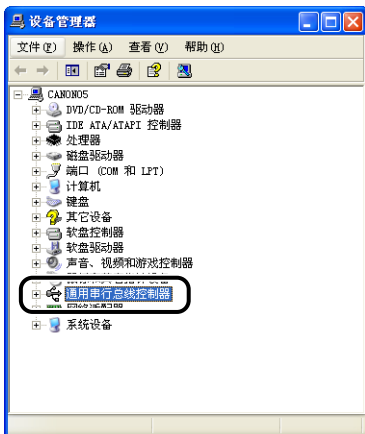 设备管理器
文件(F) 操作(A) 查看(V) 帮助(H)
CANON05
DVD/CD-ROM 驱动器
IDE ATA/ATAPI 控制器
处理器
磁盘驱动器
端口 (COM 和 LPT)
计算机
键盘
其它设备
软盘控制器
软盘驱动器
声音、视频和游戏控制器
通用串行总线控制器
系统设备